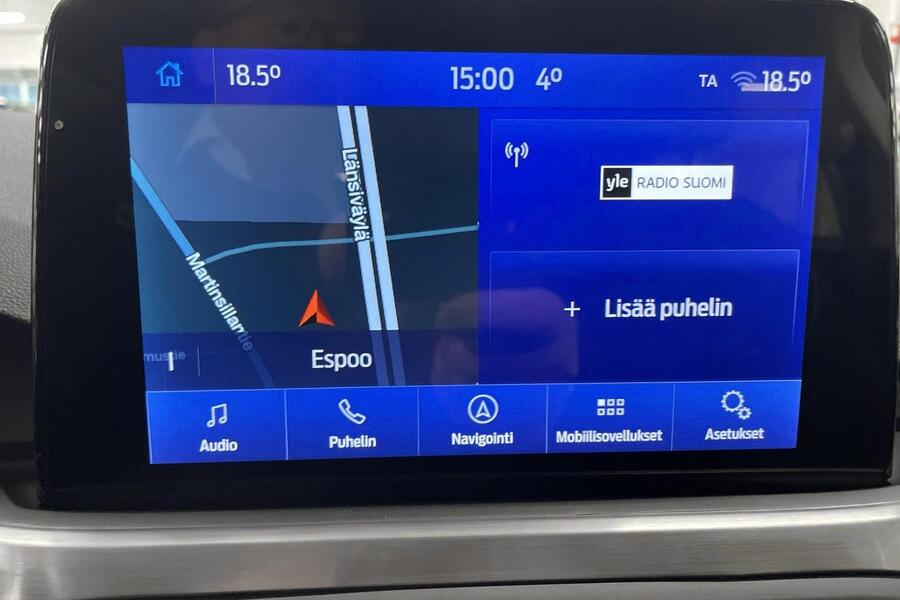 18.5º
15:00 4º
TA 18.5º
Länsiväylä
Martinsillantie
Espoo
yle RADIO SUOMI
+ Lisää puhelin
Audio
Puhelin
Navigointi
Mobiilisovellukset
Asetukset